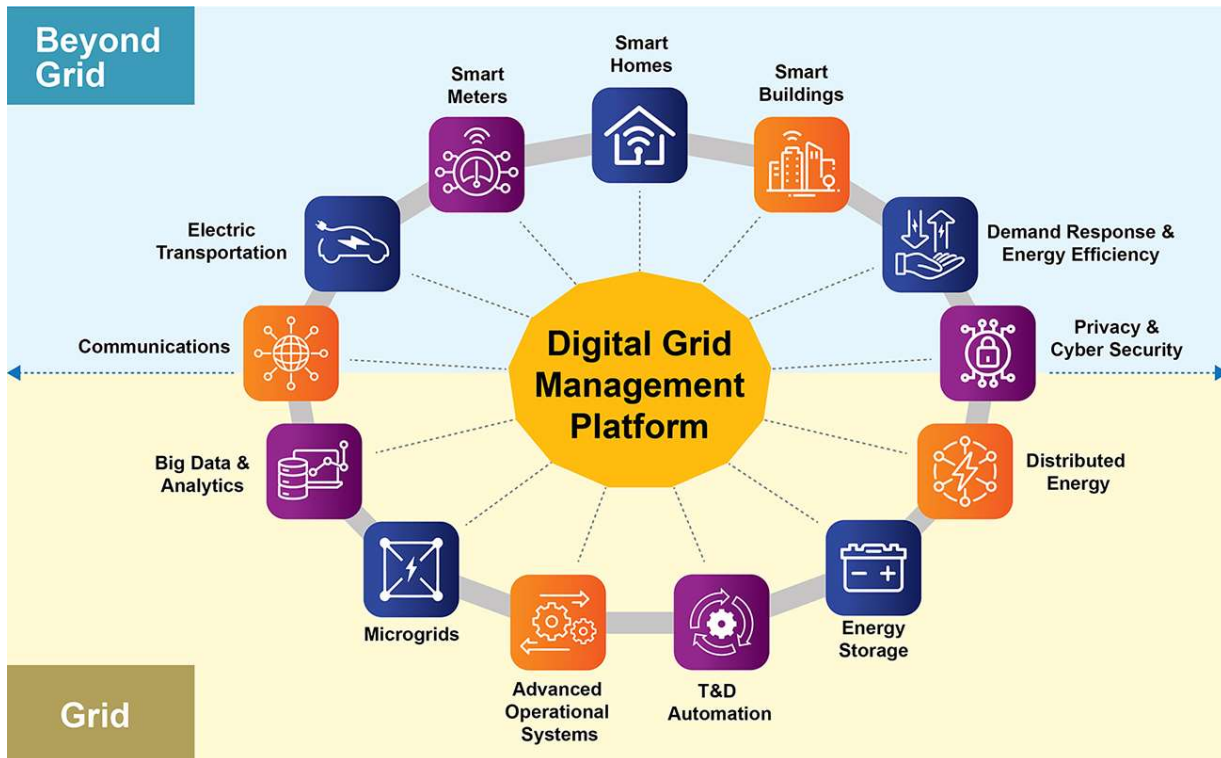 Beyond
Grid
Smart
Homes
Smart
Meters
Smart
Buildings
Electric
Transportation
Demand Response &
Energy Efficiency
Communications
Privacy &
Cyber Security
Digital Grid
Management
Platform
Big Data &
Analytics
Distributed
Energy
Microgrids
Energy
Storage
Advanced
Operational
Systems
T&D
Automation
Grid